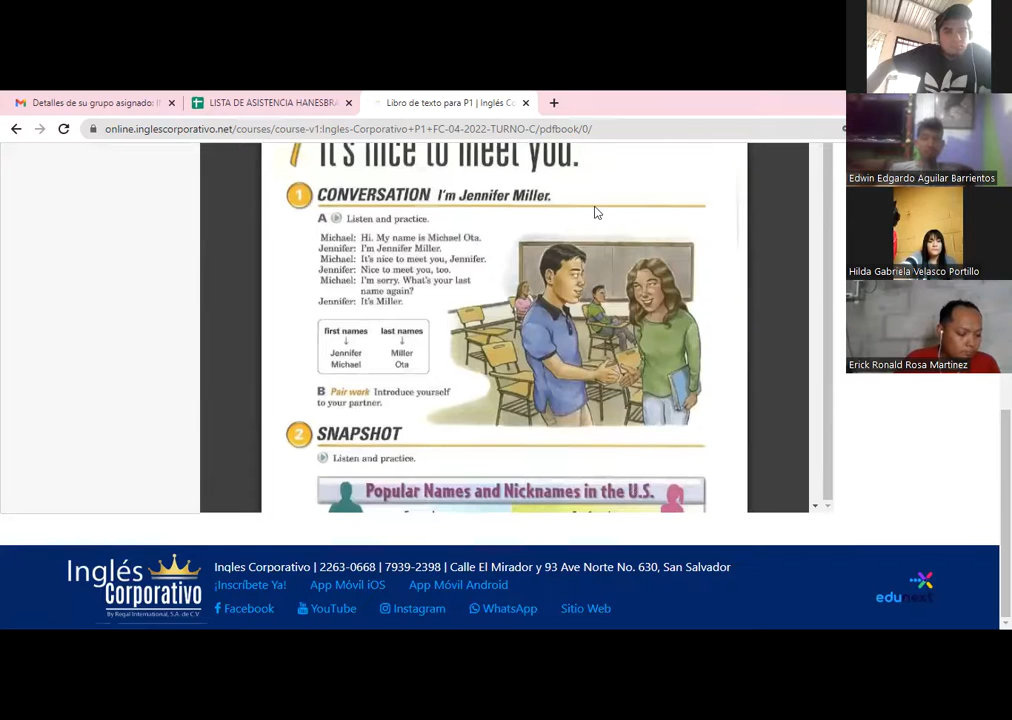 Detalles de su grupo asignado: I
LISTA DE ASISTENCIA HANESBRA
Libro de texto para P1 | Inglés Co
online.inglescorporativo.net/courses/course-v1:Ingles-Corporativo+P1+FC-04-2022-TURNO-C/pdfbook/0/
It's nice to meet you.
1 CONVERSATION I'm Jennifer Miller.
A Listen and practice.
Michael: Hi. My name is Michael Ota.
Jennifer: I'm Jennifer Miller.
Michael: It's nice to meet you, Jennifer.
Jennifer: Nice to meet you, too.
Michael: I'm sorry. What's your last
name again?
Jennifer: It's Miller.
first names last names
Jennifer Miller
Michael Ota
B Pair work Introduce yourself
to your partner.
2 SNAPSHOT
Listen and practice.
Popular Names and Nicknames in the U.S.
Edwin Edgardo Aguilar Barrientos
Hilda Gabriela Velasco Portillo
Erick Ronald Rosa Martínez
Inglés
Corporativo
By Regal International, S.A. de C.V.
Ingles Corporativo | 2263-0668 | 7939-2398 | Calle El Mirador y 93 Ave Norte No. 630, San Salvador
¡Inscríbete Ya! App Móvil iOS App Móvil Android
Facebook YouTube Instagram WhatsApp Sitio Web
edunext